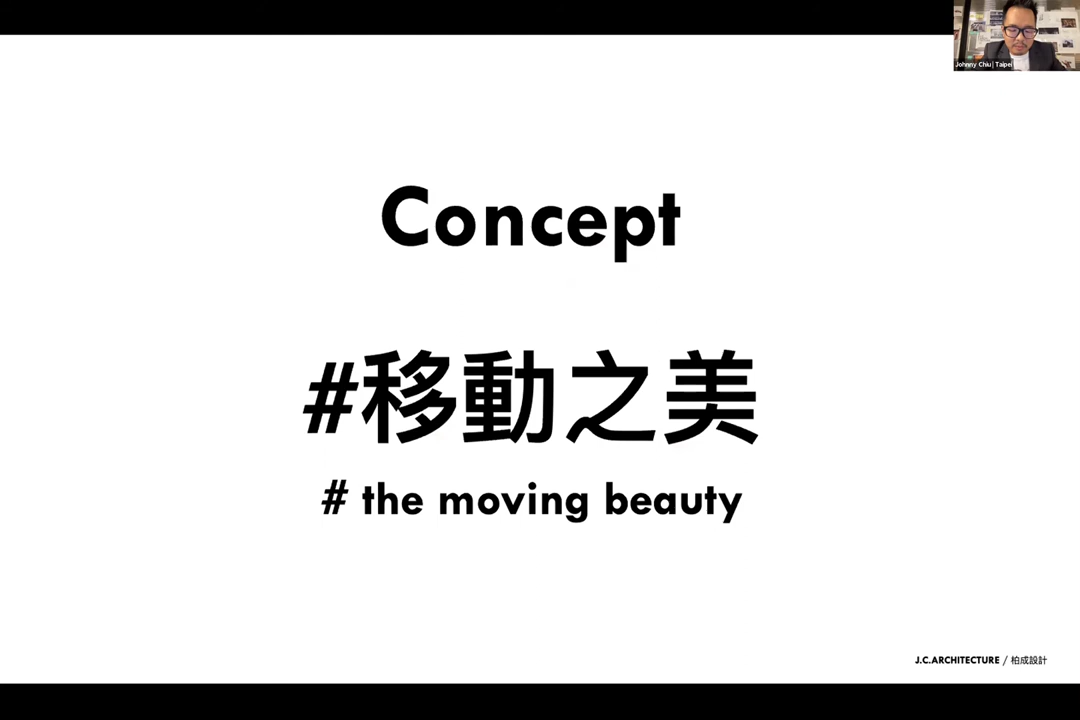 Johnny Chiu | Taipei
Concept
#移動之美
# the moving beauty
J.C.ARCHITECTURE / 柏成設計